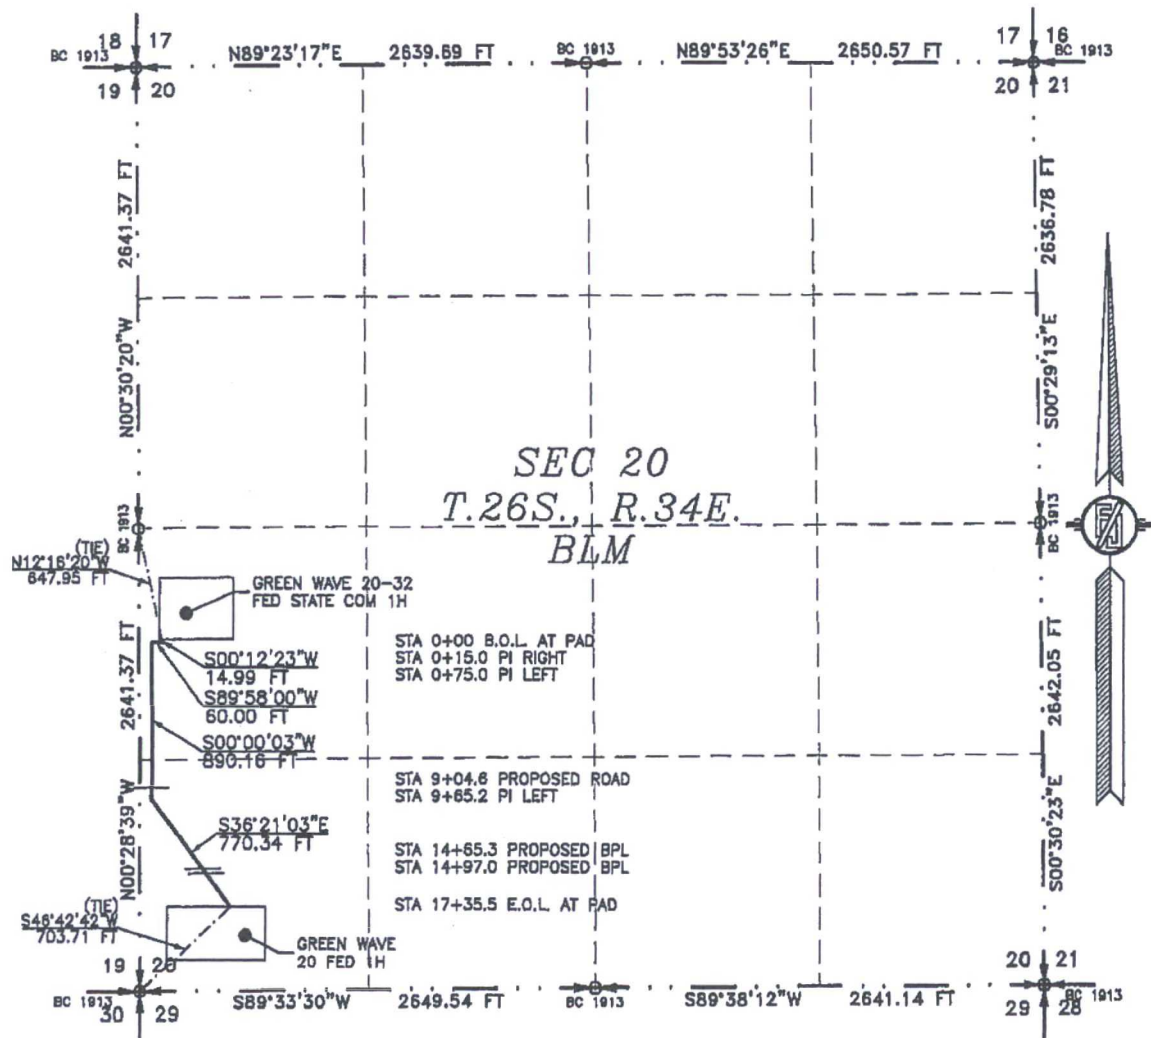 18 17
BC 1913
19 20
N89°23'17"E 2639.69 FT
BC 1913
N89°53'26"E 2650.57 FT
17 16
BC 1913
20 21
2641.37 FT
N00°30'20"W
2636.78 FT
S00°29'13"E
SEC 20
T.26S., R.34E.
BLM
BC 1913
BC 1913
(TIE)
N12°16'20"W
647.95 FT
GREEN WAVE 20-32
FED STATE COM 1H
STA 0+00 B.O.L. AT PAD
STA 0+15.0 PI RIGHT
STA 0+75.0 PI LEFT
S00°12'23"W
14.99 FT
S89°58'00"W
60.00 FT
S00°00'03"W
890.16 FT
2641.37 FT
N00°28'39"W
2642.05 FT
S00°30'23"E
STA 9+04.6 PROPOSED ROAD
STA 9+65.2 PI LEFT
S36°21'03"E
770.34 FT
STA 14+65.3 PROPOSED BPL
STA 14+97.0 PROPOSED BPL
STA 17+35.5 E.O.L. AT PAD
(TIE)
S46°42'42"W
703.71 FT
GREEN WAVE
20 FED 1H
19 20
BC 1913
30 29
S89°33'30"W 2649.54 FT
BC 1913
S89°38'12"W 2641.14 FT
20 21
BC 1913
29 28